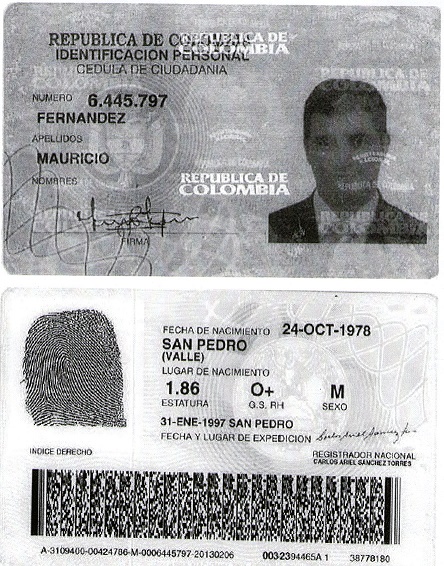 REPUBLICA DE COLOMBIA
IDENTIFICACION PERSONAL
CEDULA DE CIUDADANIA
NUMERO 6.445.797
FERNANDEZ
APELLIDOS
MAURICIO
NOMBRES
FIRMA
REPUBLICA DE
COLOMBIA
REPUBLICA DE
COLOMBIA
REPUBLICA DE
COLOMBIA
REPUBLICA DE
COLOMBIA
FECHA DE NACIMIENTO 24-OCT-1978
SAN PEDRO
(VALLE)
LUGAR DE NACIMIENTO
1.86 O+ M
ESTATURA G.S. RH SEXO
31-ENE-1997 SAN PEDRO
FECHA Y LUGAR DE EXPEDICION
INDICE DERECHO
REGISTRADOR NACIONAL
CARLOS ARIEL SÁNCHEZ TORRES
A-3109400-00424786-M-0006445797-20130206 0032394465A 1 38778180